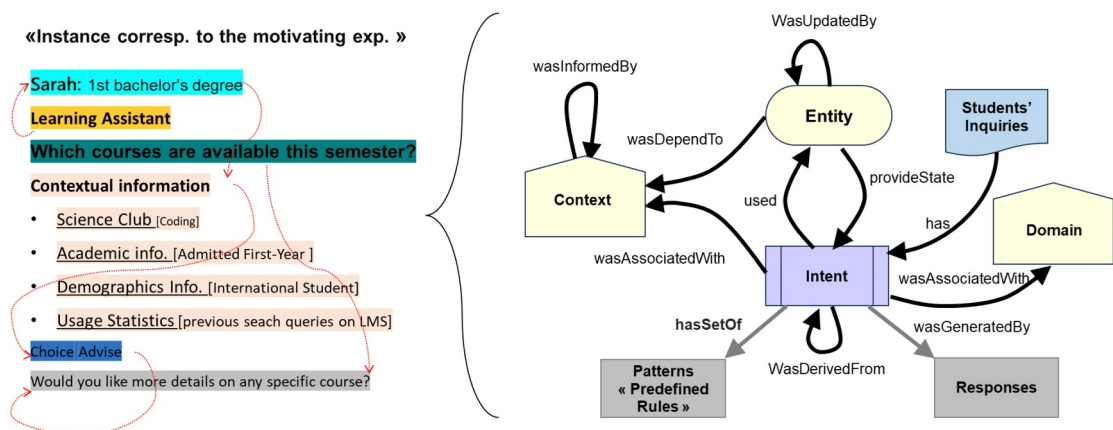 «Instance corresp. to the motivating exp. »
Sarah: 1st bachelor's degree
Learning Assistant
Which courses are available this semester?
Contextual information
• Science Club [Coding]
• Academic info. [Admitted First-Year ]
• Demographics Info. [International Student]
• Usage Statistics [previous seach queries on LMS]
Choice Advise
Would you like more details on any specific course?
WasUpdatedBy
wasInformedBy
Entity
Students'
Inquiries
wasDependTo
provideState
Context
used
has
Domain
wasAssociatedWith
Intent
wasAssociatedWith
hasSetOf
wasGeneratedBy
WasDerivedFrom
Patterns
« Predefined
Rules »
Responses